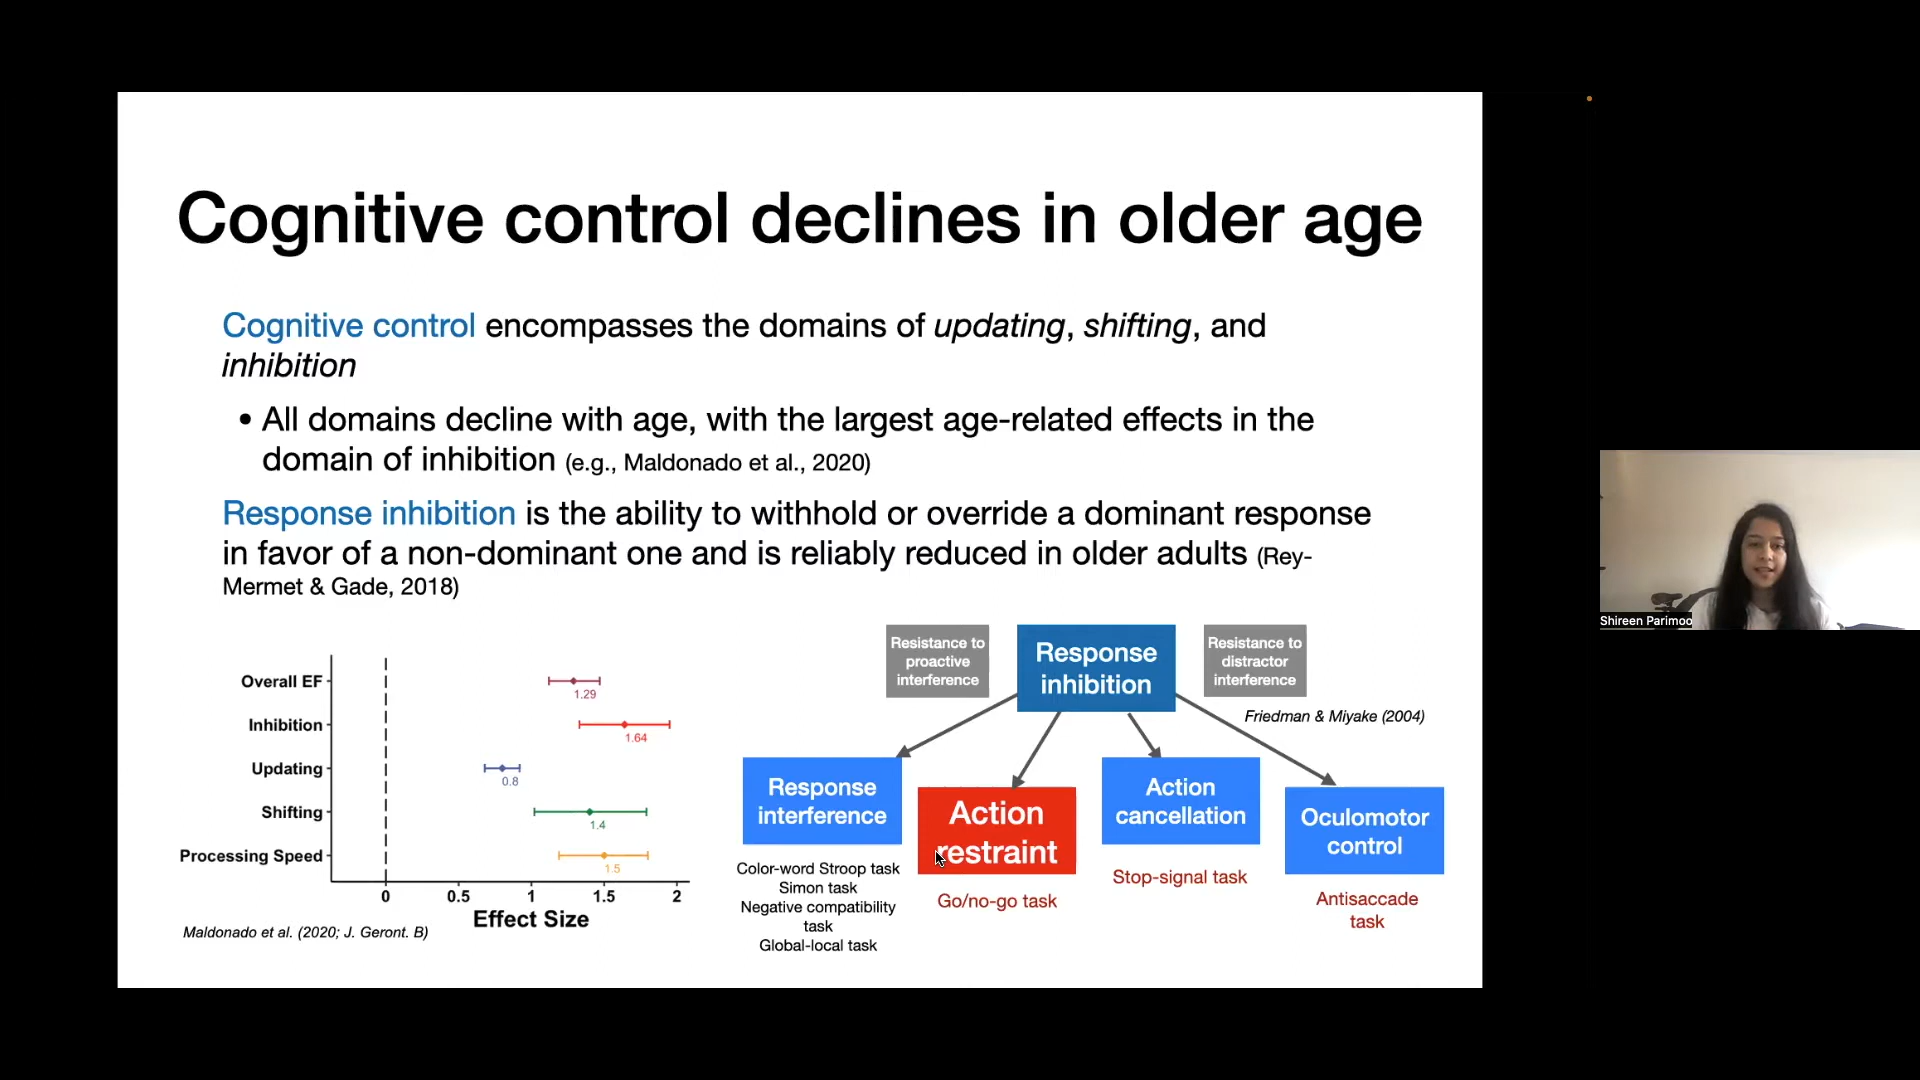 Cognitive control declines in older age
Cognitive control encompasses the domains of updating, shifting, and
inhibition
• All domains decline with age, with the largest age-related effects in the
domain of inhibition (e.g., Maldonado et al., 2020)
Response inhibition is the ability to withhold or override a dominant response
in favor of a non-dominant one and is reliably reduced in older adults (Rey-
Mermet & Gade, 2018)
Overall EF
1.29
Inhibition
1.64
Updating
0.8
Shifting
1.4
Processing Speed
1.5
0 0.5 1 1.5 2
Effect Size
Maldonado et al. (2020; J. Geront. B)
Resistance to
proactive
interference
Response
inhibition
Resistance to
distractor
interference
Friedman & Miyake (2004)
Response
interference
Color-word Stroop task
Simon task
Negative compatibility
task
Global-local task
Action
restraint
Go/no-go task
Action
cancellation
Stop-signal task
Oculomotor
control
Antisaccade
task
Shireen Parimoo